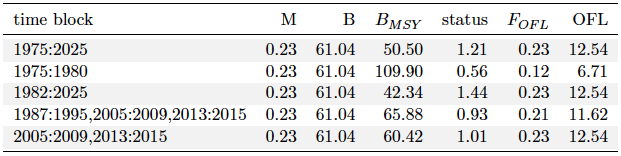 time block M B B_MSY status F_OFL OFL
1975:2025 0.23 61.04 50.50 1.21 0.23 12.54
1975:1980 0.23 61.04 109.90 0.56 0.12 6.71
1982:2025 0.23 61.04 42.34 1.44 0.23 12.54
1987:1995,2005:2009,2013:2015 0.23 61.04 65.88 0.93 0.21 11.62
2005:2009,2013:2015 0.23 61.04 60.42 1.01 0.23 12.54